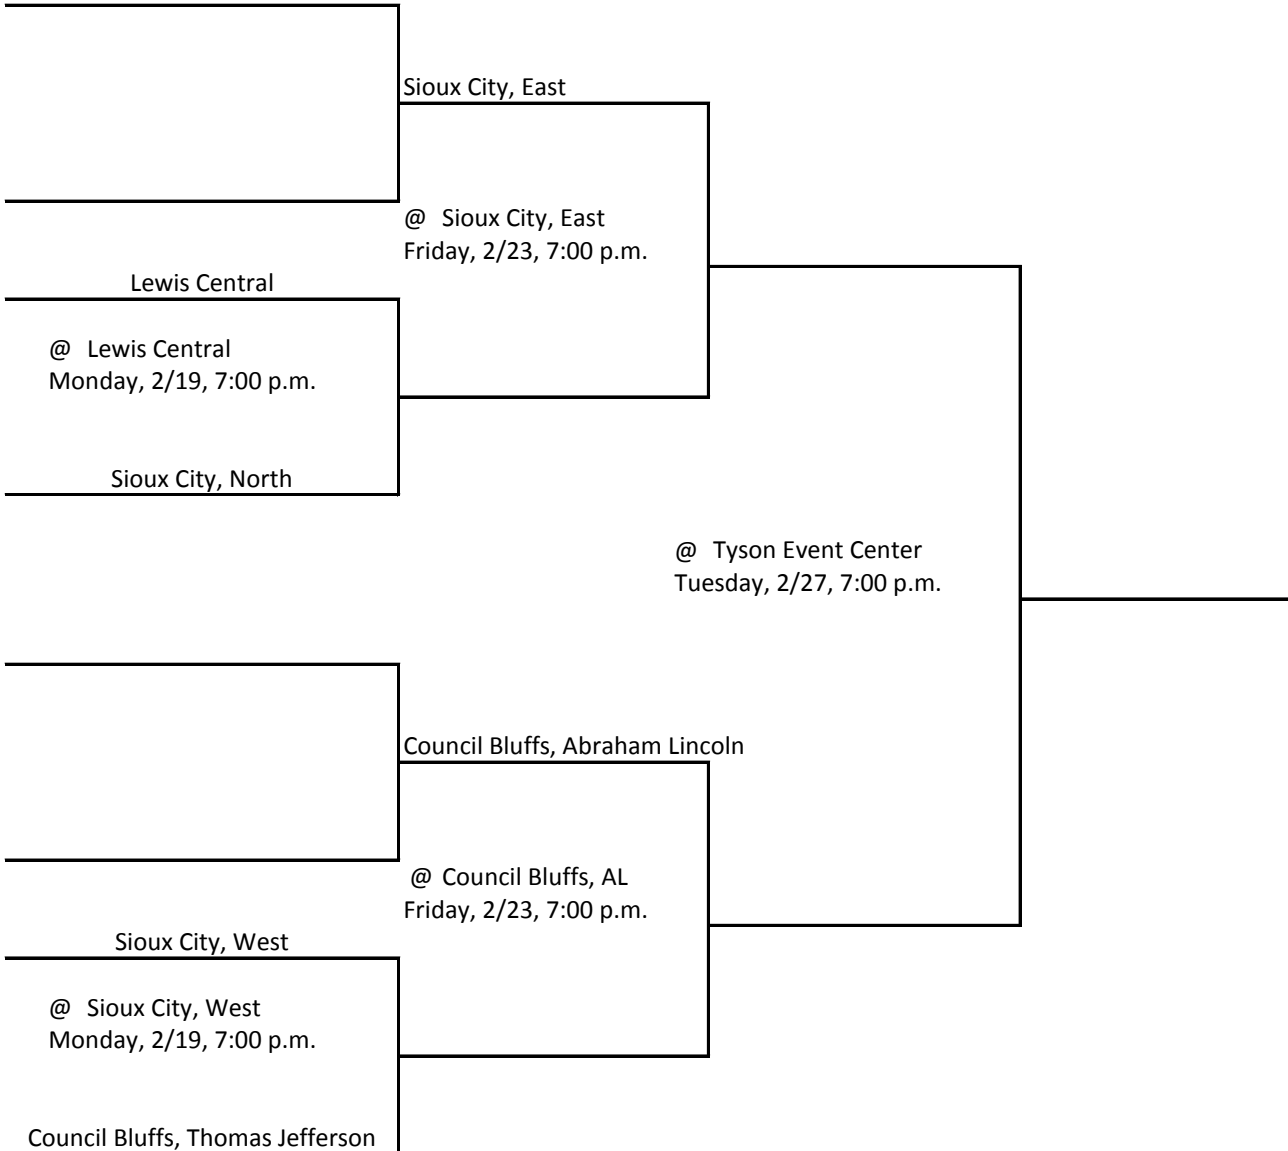 Sioux City, East
@ Sioux City, East
Friday, 2/23, 7:00 p.m.
Lewis Central
@ Lewis Central
Monday, 2/19, 7:00 p.m.
Sioux City, North
@ Tyson Event Center
Tuesday, 2/27, 7:00 p.m.
Council Bluffs, Abraham Lincoln
@ Council Bluffs, AL
Friday, 2/23, 7:00 p.m.
Sioux City, West
@ Sioux City, West
Monday, 2/19, 7:00 p.m.
Council Bluffs, Thomas Jefferson